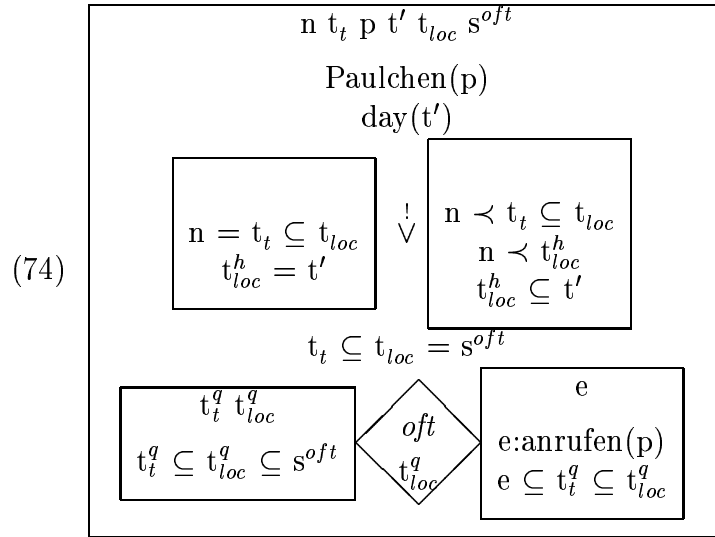 n t_t p t′ t_loc s^oft
Paulchen(p)
day(t′)
(74)
n = t_t ⊆ t_loc
t^h_loc = t′
!
∨
n ≺ t_t ⊆ t_loc
n ≺ t^h_loc
t^h_loc ⊆ t′
t_t ⊆ t_loc = s^oft
t^q_t t^q_loc
t^q_t ⊆ t^q_loc ⊆ s^oft
oft
t^q_loc
e
e:anrufen(p)
e ⊆ t^q_t ⊆ t^q_loc